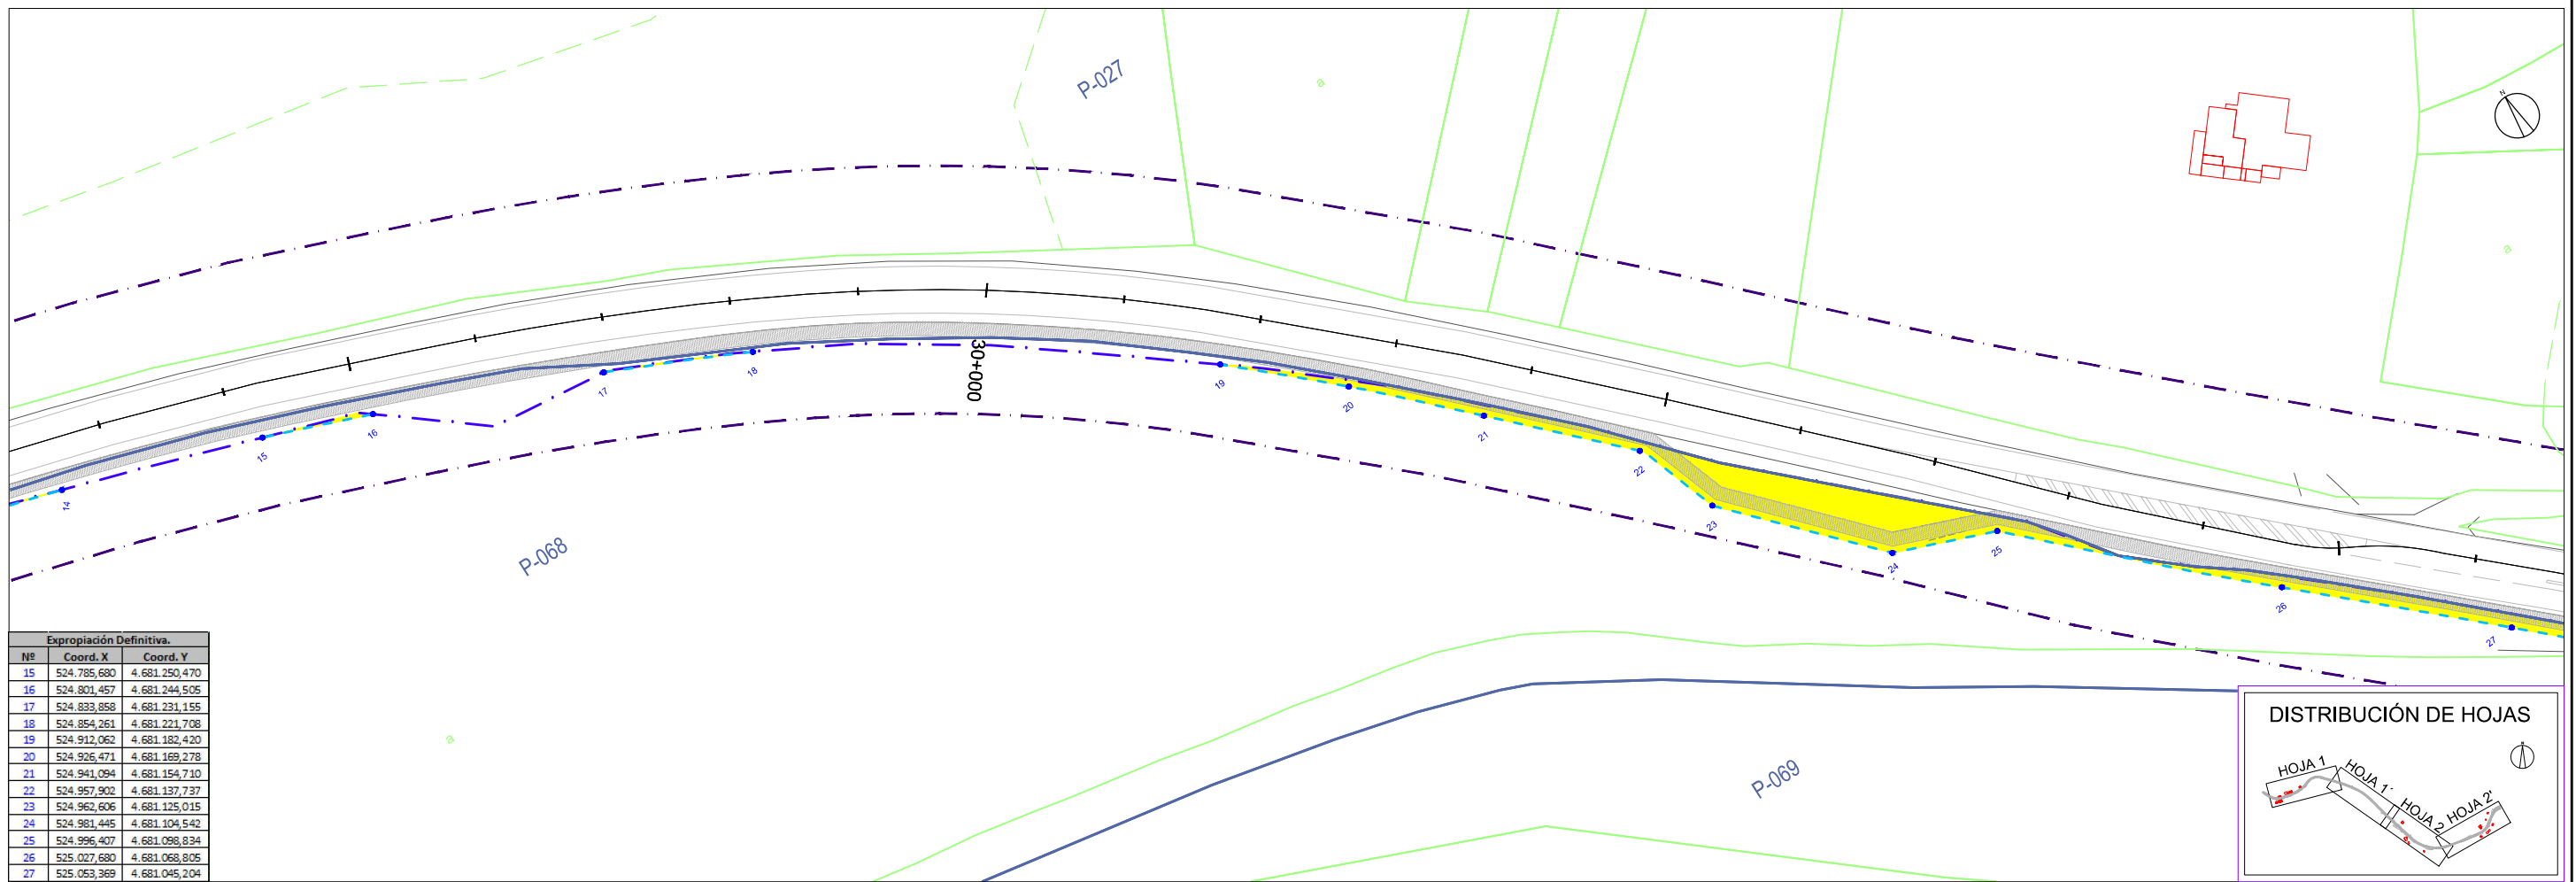 P-027
a
N
a
30+000
14
15
16
17
18
19
20
21
22
23
24
25
26
27
P-068
P-069
a
Expropiación Definitiva.
Nº Coord. X Coord. Y
15 524.785,680 4.681.250,470
16 524.801,457 4.681.244,505
17 524.833,858 4.681.231,155
18 524.854,261 4.681.221,708
19 524.912,062 4.681.182,420
20 524.926,471 4.681.169,278
21 524.941,094 4.681.154,710
22 524.957,902 4.681.137,737
23 524.962,606 4.681.125,015
24 524.981,445 4.681.104,542
25 524.996,407 4.681.098,834
26 525.027,680 4.681.068,805
27 525.053,369 4.681.045,204
DISTRIBUCIÓN DE HOJAS
N
HOJA 1
HOJA 1´
HOJA 2
HOJA 2'